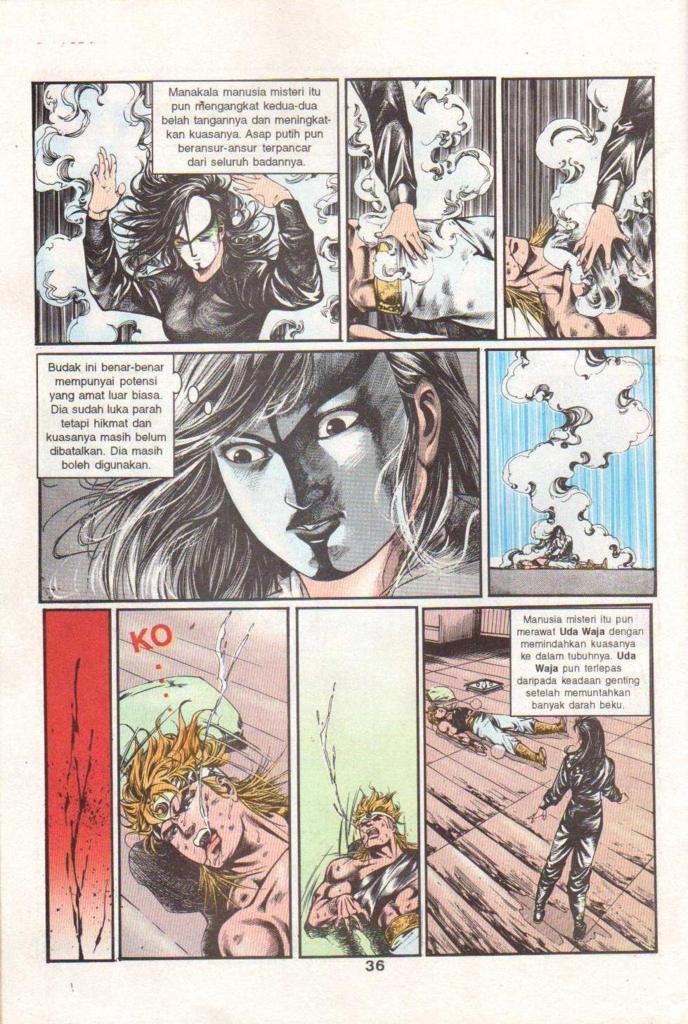 Manakala manusia misteri itu
pun mengangkat kedua-dua
belah tangannya dan meningkat-
kan kuasanya. Asap putih pun
beransur-ansur terpancar
dari seluruh badannya.
Budak ini benar-benar
mempunyai potensi
yang amat luar biasa.
Dia sudah luka parah
tetapi hikmat dan
kuasanya masih belum
dibatalkan. Dia masih
boleh digunakan.
KO
Manusia misteri itu pun
merawat Uda Waja dengan
memindahkan kuasanya
ke dalam tubuhnya. Uda
Waja pun terlepas
daripada keadaan genting
setelah memuntahkan
banyak darah beku.
36